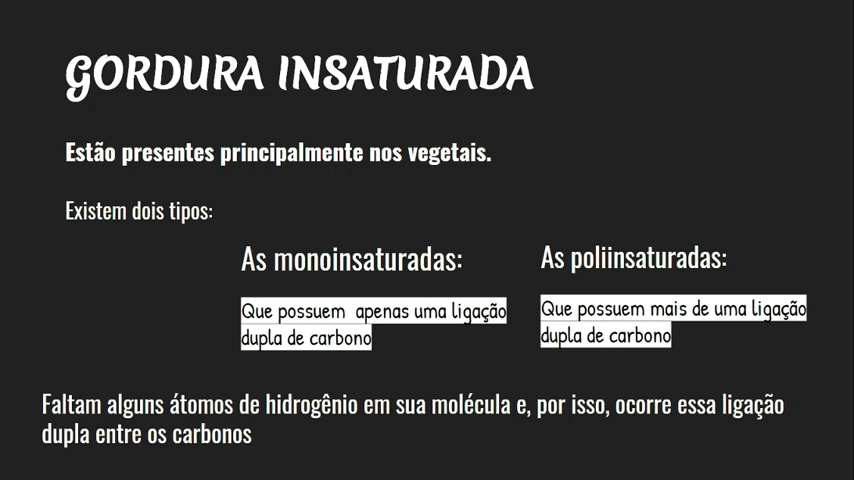 GORDURA INSATURADA
Estão presentes principalmente nos vegetais.
Existem dois tipos:
As monoinsaturadas:
Que possuem apenas uma ligação
dupla de carbono
As poliinsaturadas:
Que possuem mais de uma ligação
dupla de carbono
Faltam alguns átomos de hidrogênio em sua molécula e, por isso, ocorre essa ligação
dupla entre os carbonos